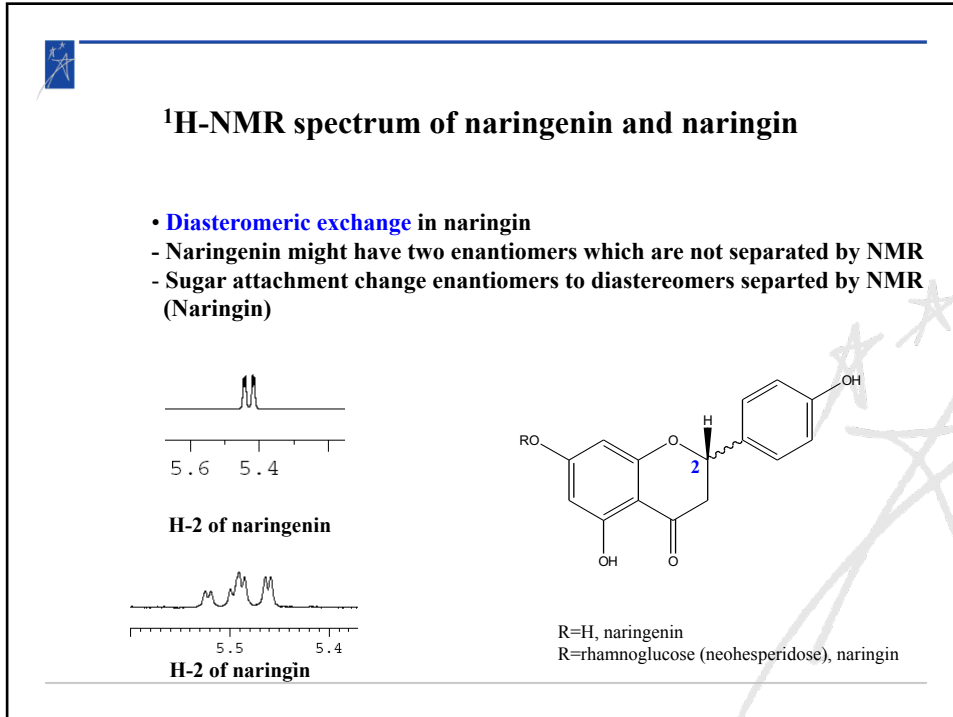 ¹H-NMR spectrum of naringenin and naringin
• Diasteromeric exchange in naringin
- Naringenin might have two enantiomers which are not separated by NMR
- Sugar attachment change enantiomers to diastereomers separted by NMR
(Naringin)
5.6 5.4
H-2 of naringenin
5.5 5.4
H-2 of naringin
OH
H
RO
O
2
OH
O
R=H, naringenin
R=rhamnoglucose (neohesperidose), naringin